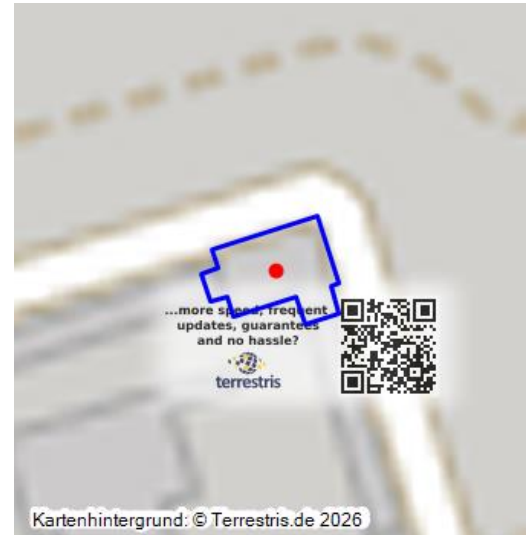 ...more speed, frequent
updates, guarantees
and no hassle?
terrestris
Kartenhintergrund: © Terrestris.de 2026